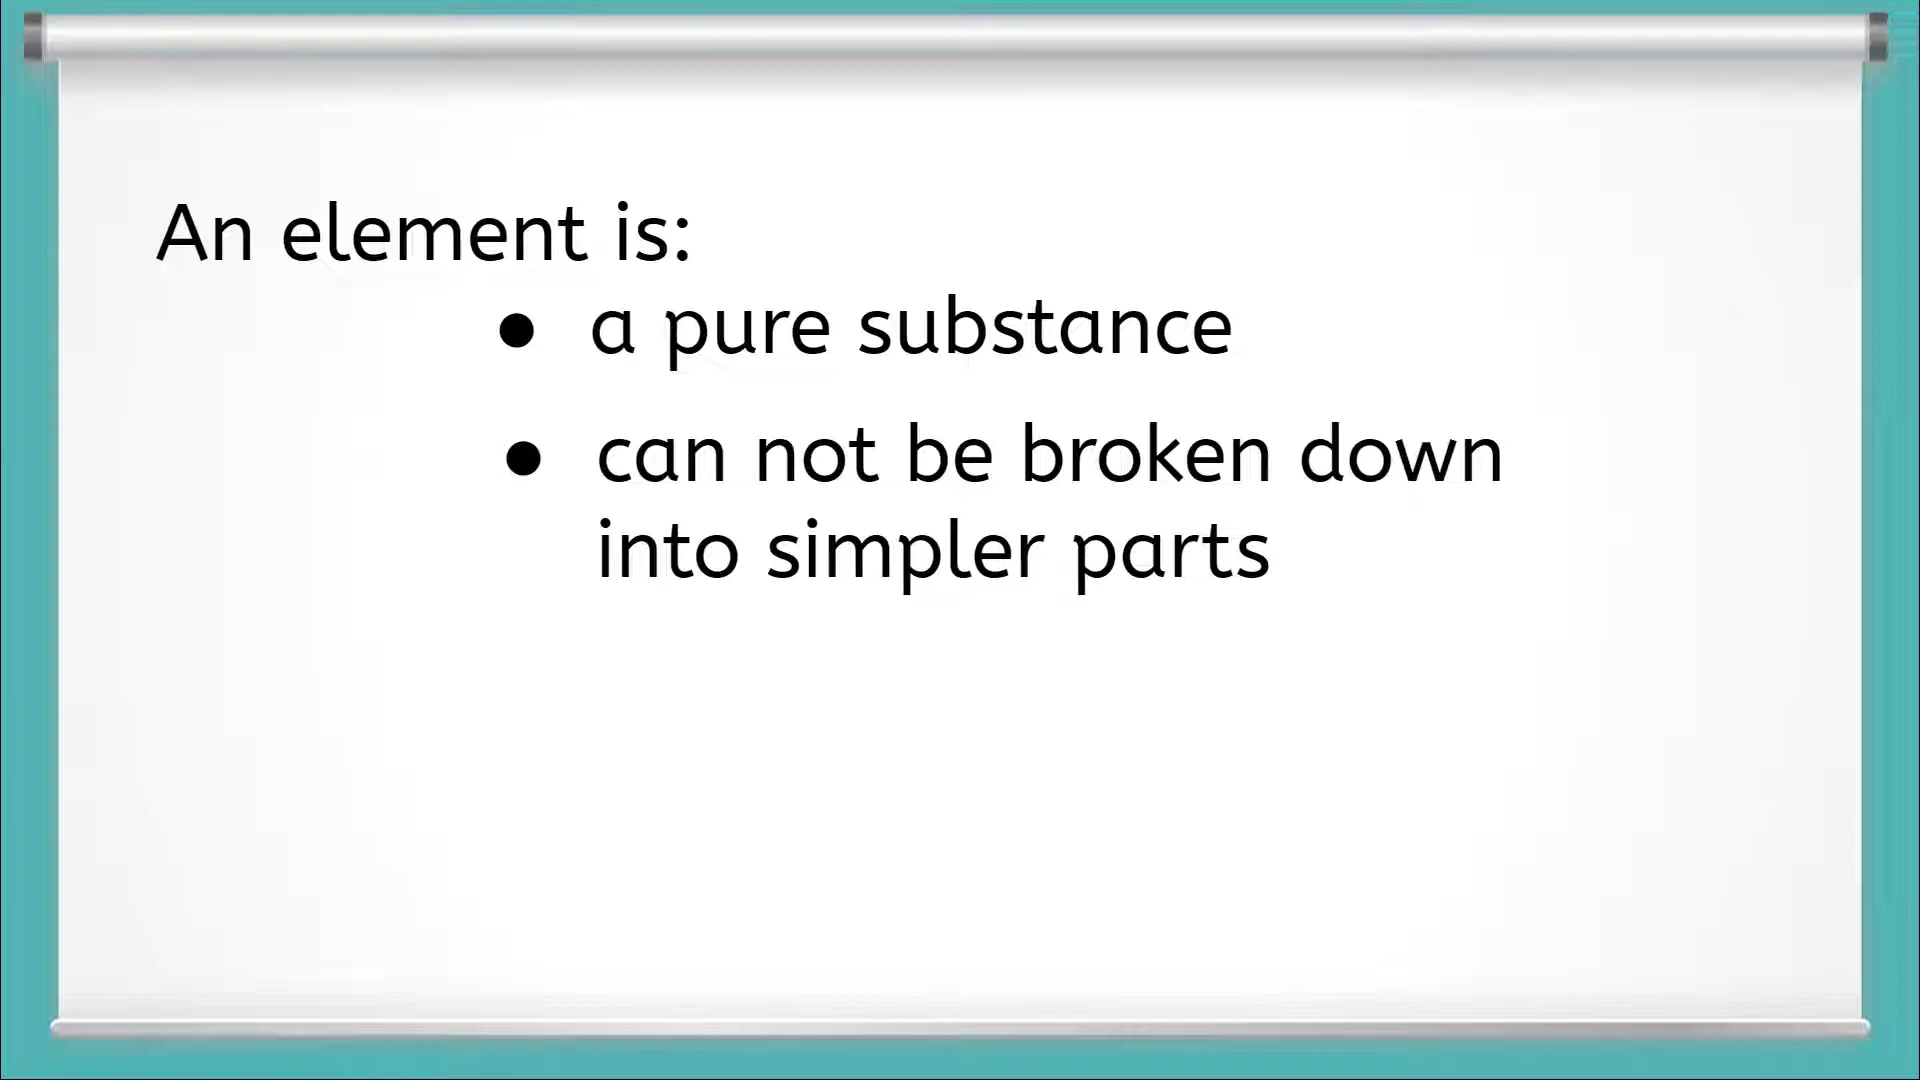 An element is:
● a pure substance
● can not be broken down
into simpler parts